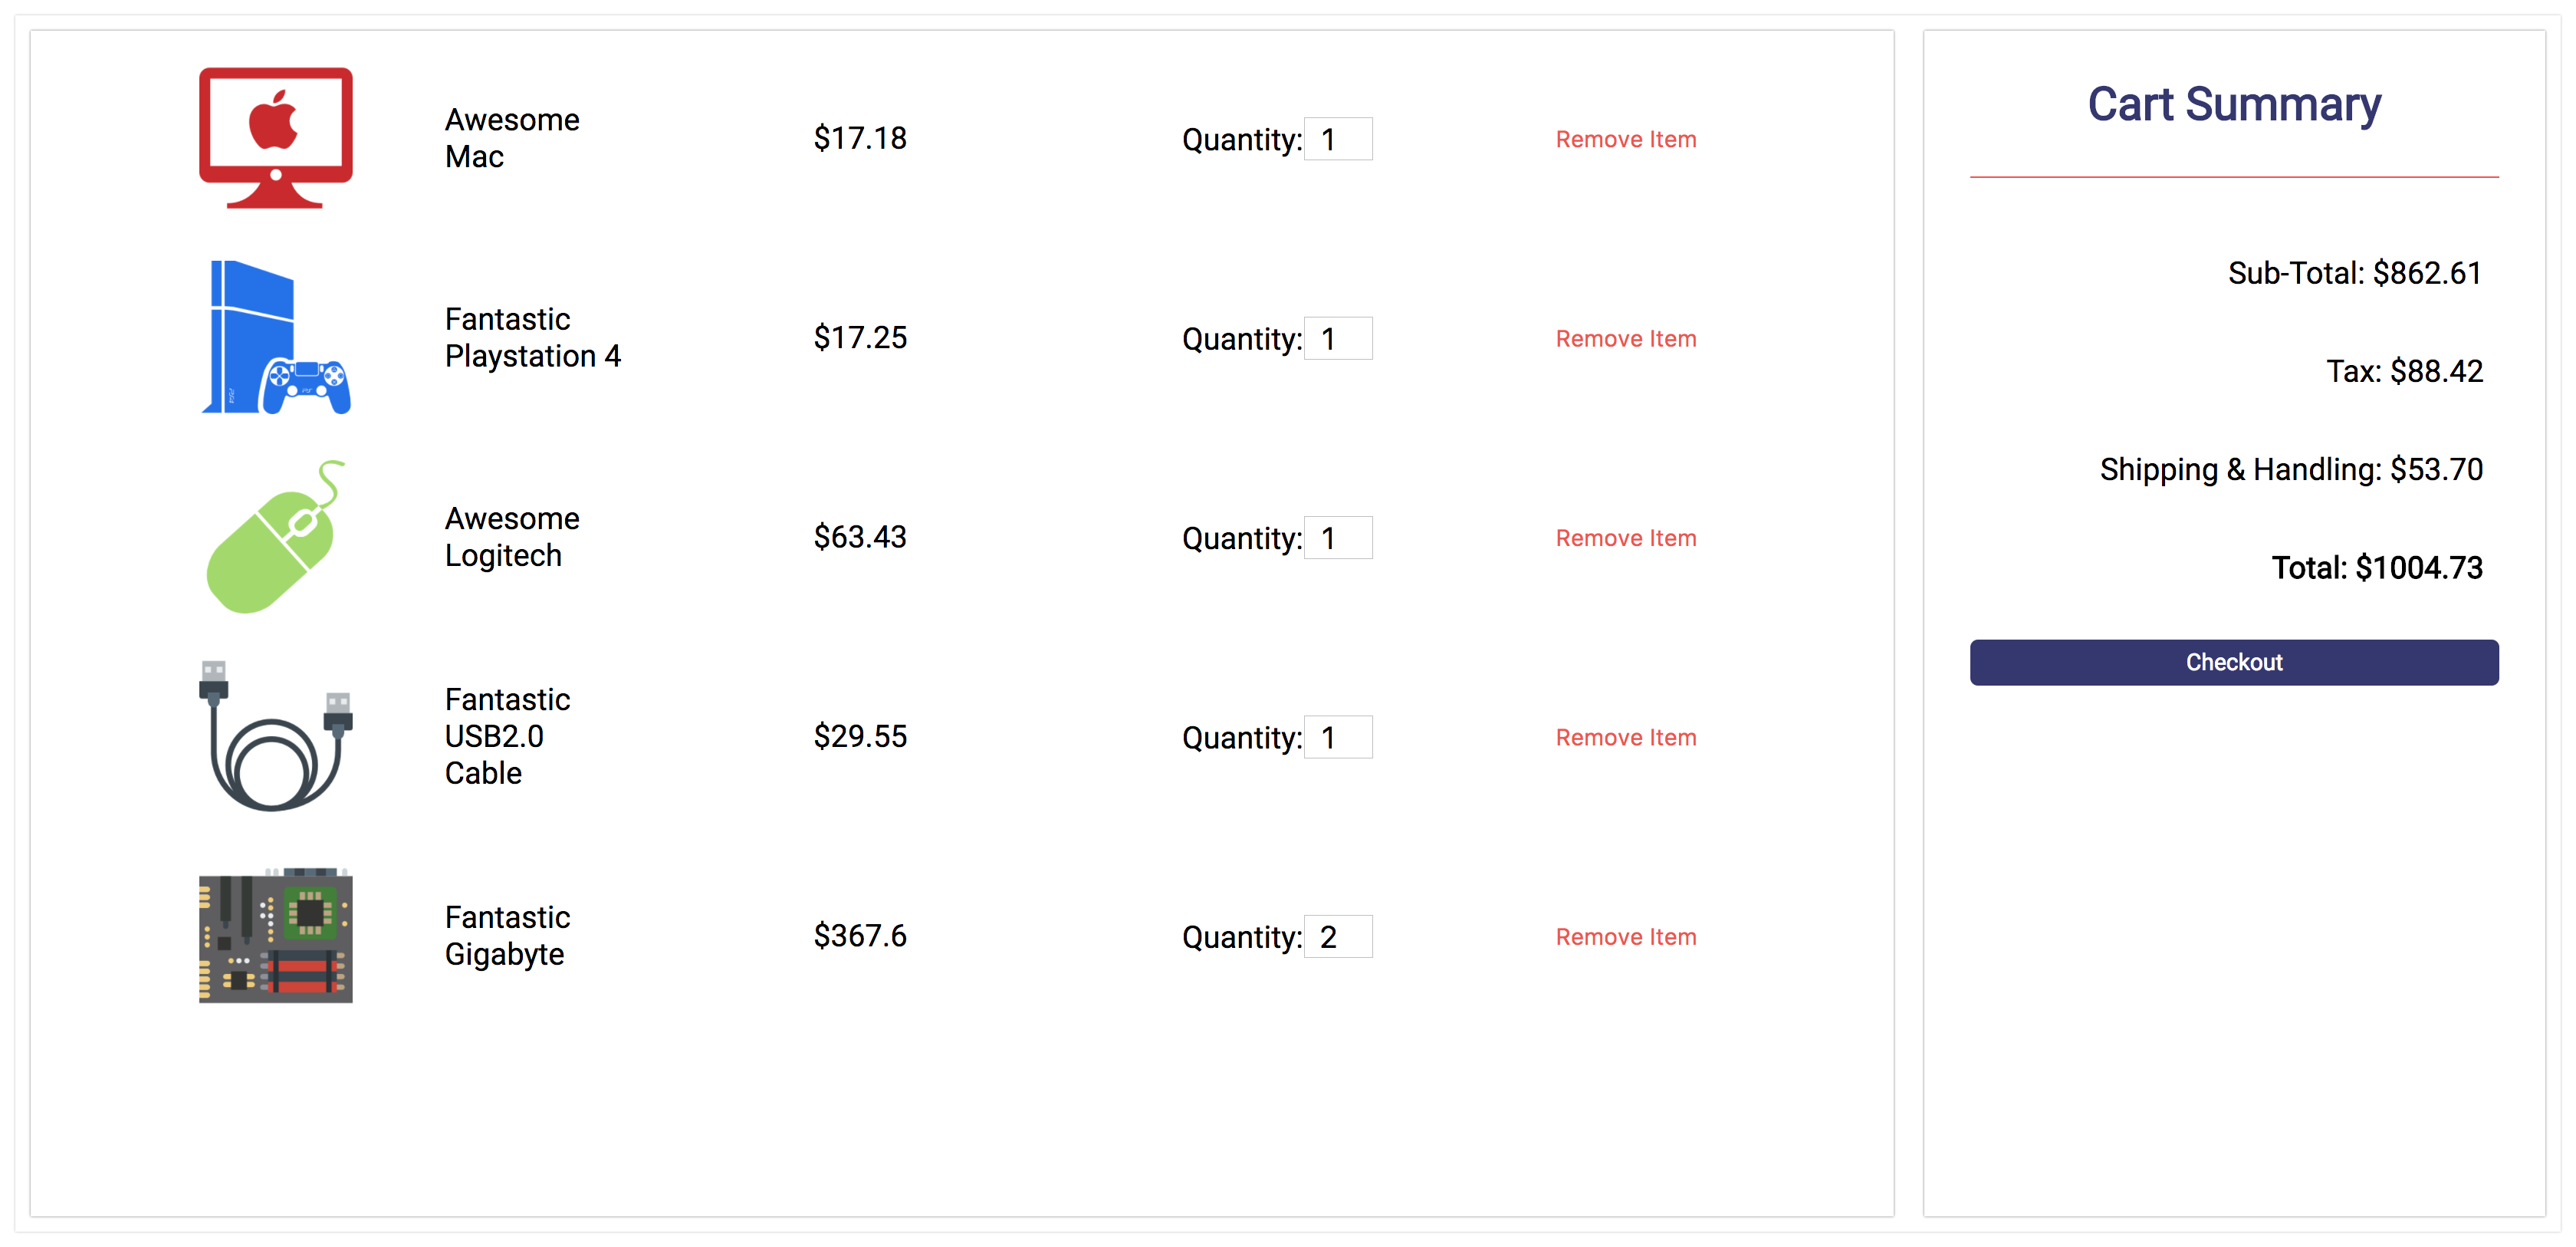 Awesome
Mac
$17.18
Quantity: 1
Remove Item
Fantastic
Playstation 4
$17.25
Quantity: 1
Remove Item
Awesome
Logitech
$63.43
Quantity: 1
Remove Item
Fantastic
USB2.0
Cable
$29.55
Quantity: 1
Remove Item
Fantastic
Gigabyte
$367.6
Quantity: 2
Remove Item
Cart Summary
Sub-Total: $862.61
Tax: $88.42
Shipping & Handling: $53.70
Total: $1004.73
Checkout